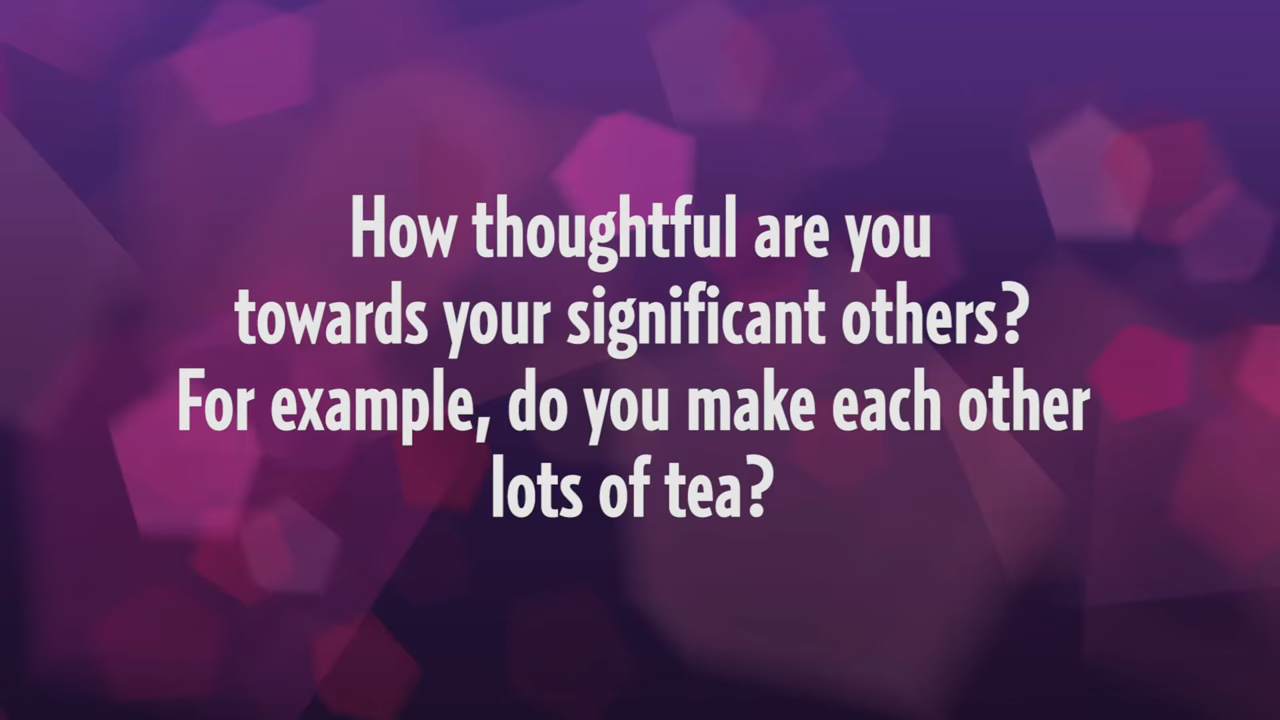 How thoughtful are you
towards your significant others?
For example, do you make each other
lots of tea?